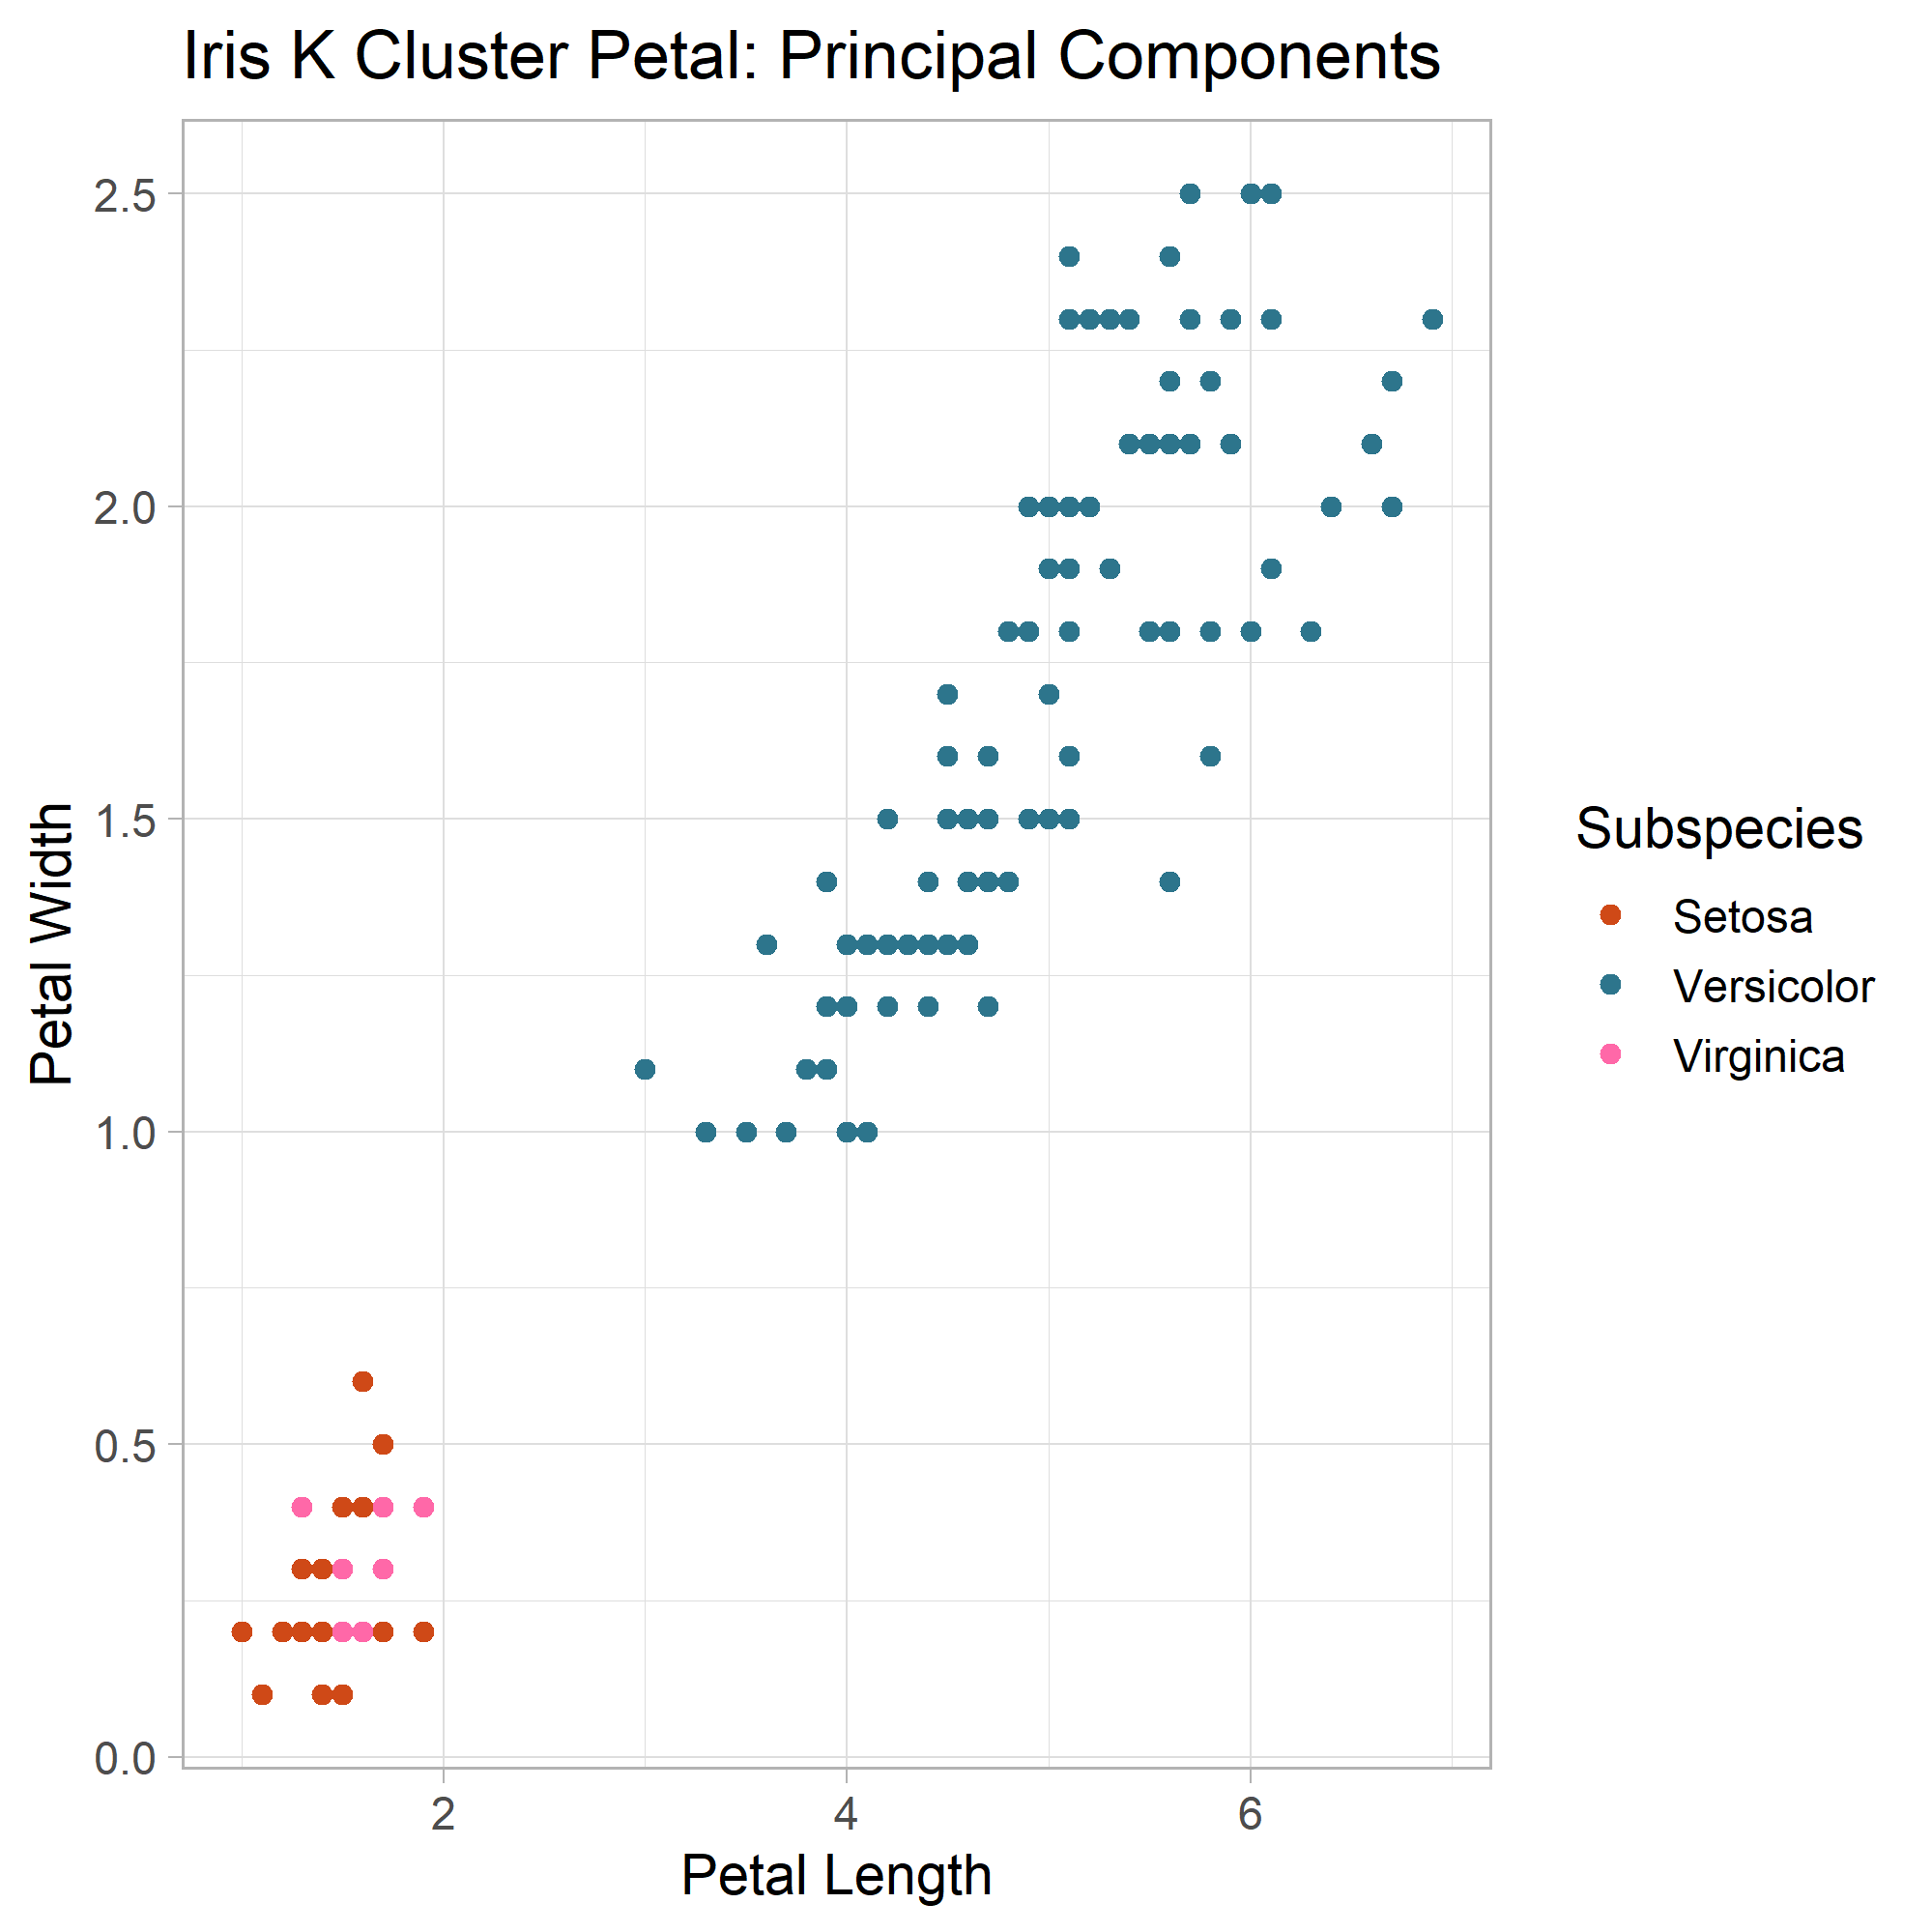 Iris K Cluster Petal: Principal Components
2.5
2.0
1.5
1.0
0.5
0.0
Petal Width
2 4 6
Petal Length
Subspecies
Setosa
Versicolor
Virginica